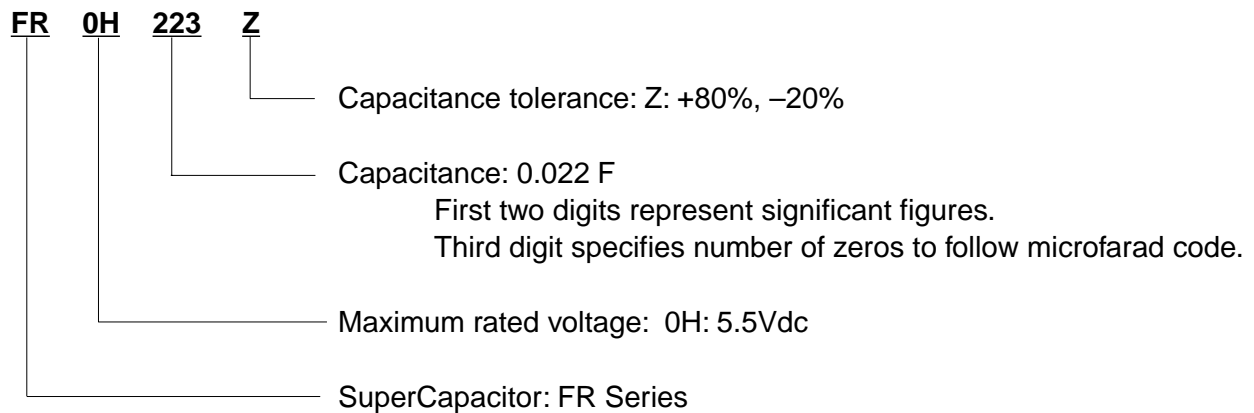 FR 0H 223 Z
Capacitance tolerance: Z: +80%, –20%
Capacitance: 0.022 F
First two digits represent significant figures.
Third digit specifies number of zeros to follow microfarad code.
Maximum rated voltage: 0H: 5.5Vdc
SuperCapacitor: FR Series